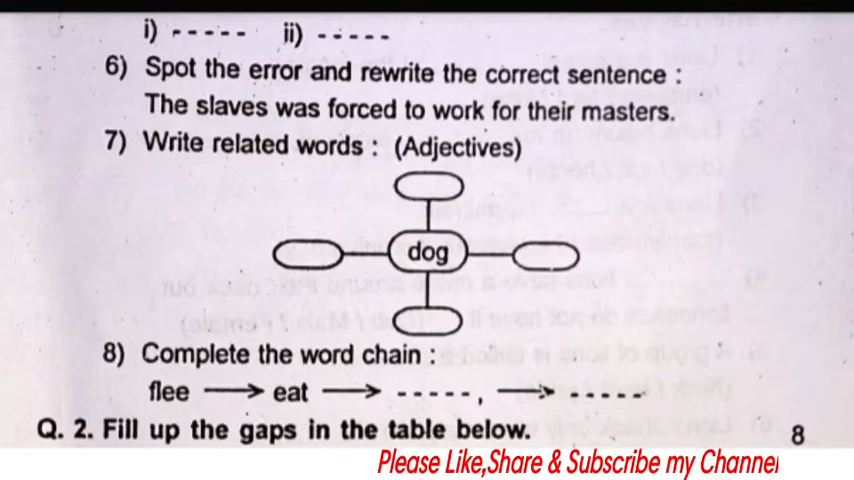 i) ----- ii) -----
6) Spot the error and rewrite the correct sentence :
The slaves was forced to work for their masters.
7) Write related words : (Adjectives)
dog
8) Complete the word chain :
flee → eat → -----, → -----
Q. 2. Fill up the gaps in the table below. 8
Please Like,Share & Subscribe my Channel